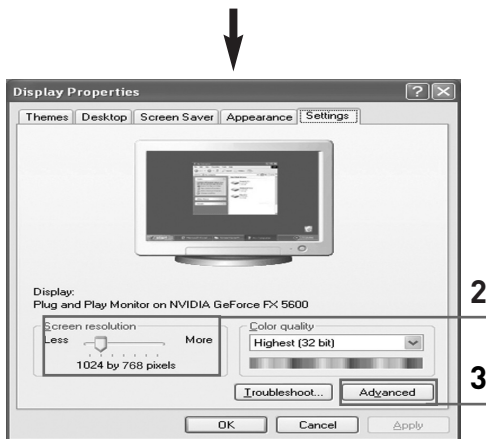 Display Properties
Themes Desktop Screen Saver Appearance Settings
Display:
Plug and Play Monitor on NVIDIA GeForce FX 5600
Screen resolution
Less More
1024 by 768 pixels
Color quality
Highest (32 bit)
2
Troubleshoot... Advanced
3
OK Cancel Apply